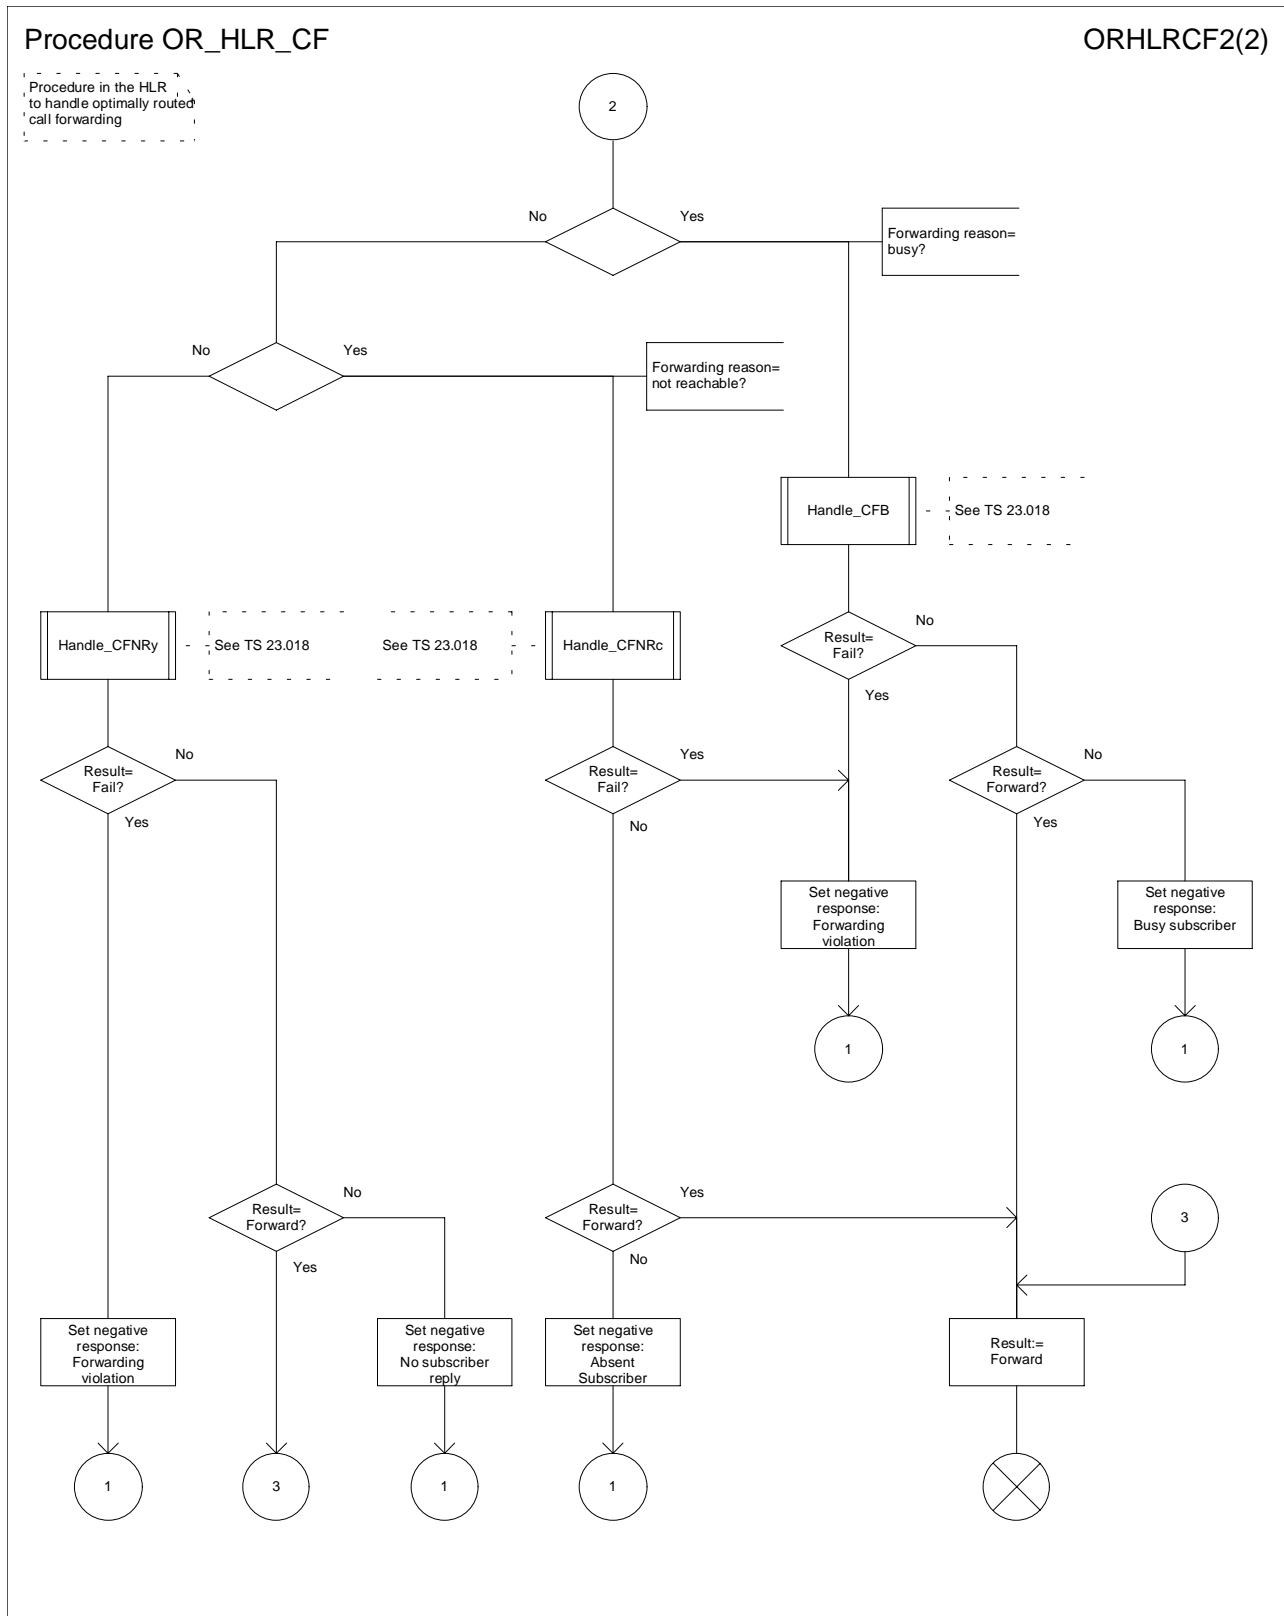 Procedure OR_HLR_CF
ORHLRCF2(2)
Procedure in the HLR
to handle optimally routed
call forwarding
2
No
Yes
Forwarding reason=
busy?
No
Yes
Forwarding reason=
not reachable?
Handle_CFB
See TS 23.018
Handle_CFNRy
See TS 23.018
See TS 23.018
Handle_CFNRc
Result=
Fail?
No
Yes
Result=
Fail?
No
Yes
Result=
Fail?
Yes
No
Result=
Forward?
No
Yes
Set negative
response:
Forwarding
violation
Set negative
response:
Busy subscriber
1
1
Result=
Forward?
No
Yes
Result=
Forward?
Yes
No
3
Set negative
response:
Forwarding
violation
Set negative
response:
No subscriber
reply
Set negative
response:
Absent
Subscriber
Result:=
Forward
1
3
1
1